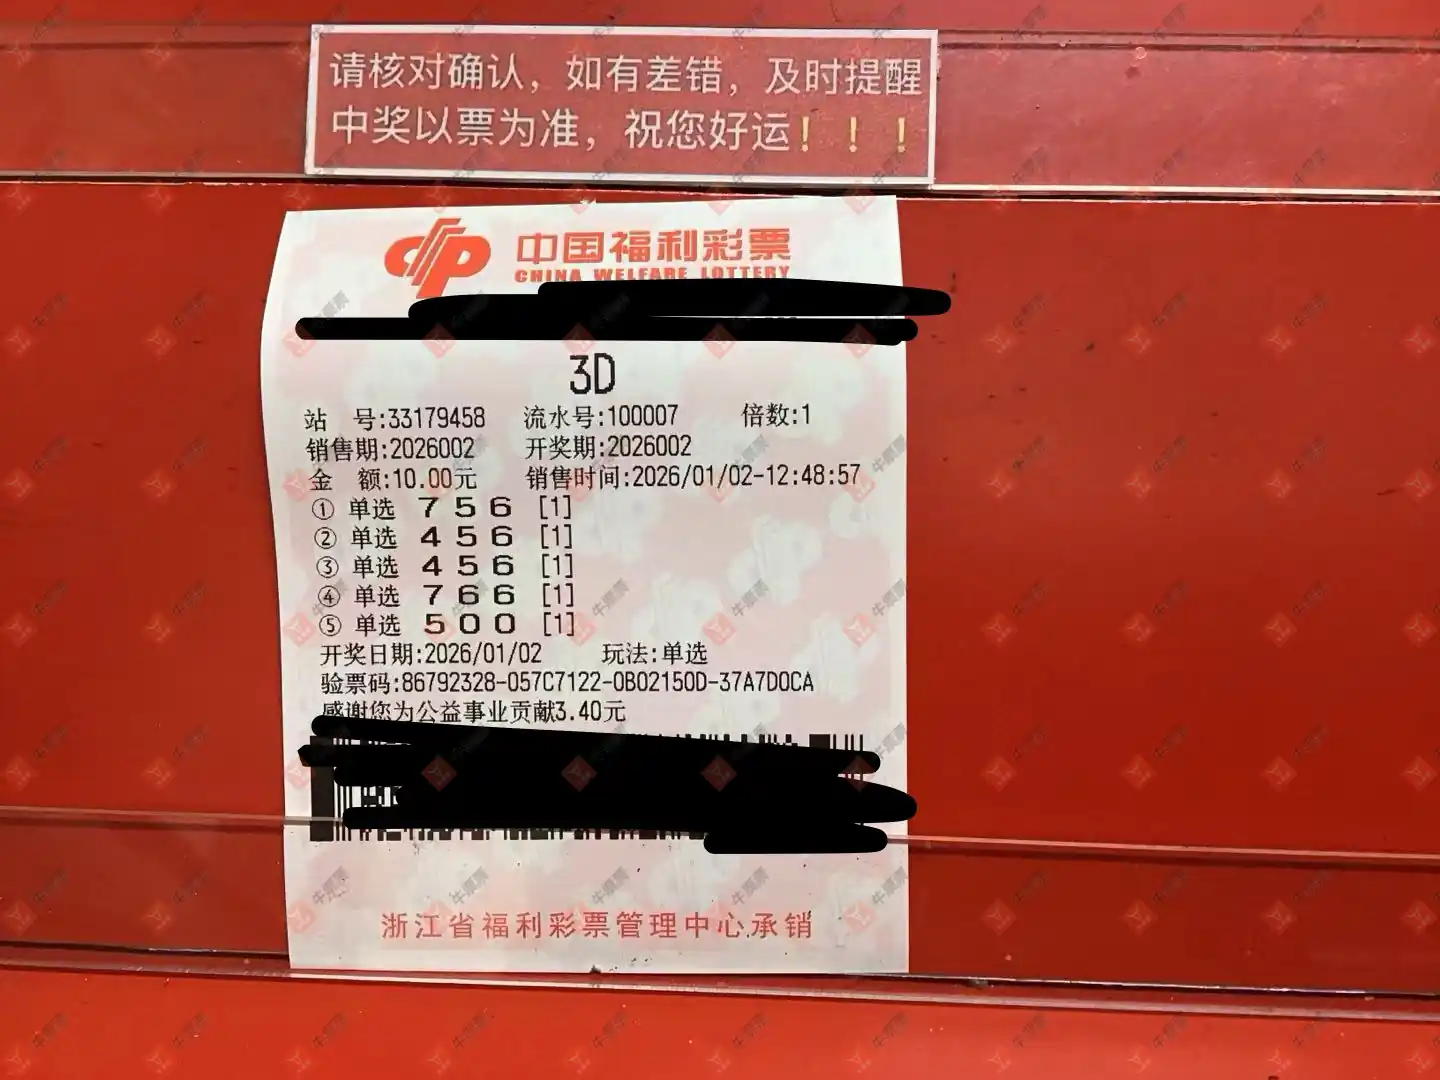 请核对确认，如有差错，及时提醒
中奖以票为准，祝您好运！！！
中国福利彩票
CHINA WELFARE LOTTERY
3D
站 号:33179458 流水号:100007 倍数:1
销售期:2026002 开奖期:2026002
金 额:10.00元 销售时间:2026/01/02-12:48:57
① 单选 7 5 6 [1]
② 单选 4 5 6 [1]
③ 单选 4 5 6 [1]
④ 单选 7 6 6 [1]
⑤ 单选 5 0 0 [1]
开奖日期:2026/01/02 玩法:单选
验票码:86792328-057C7122-0B02150D-37A7D0CA
感谢您为公益事业贡献3.40元
浙江省福利彩票管理中心承销